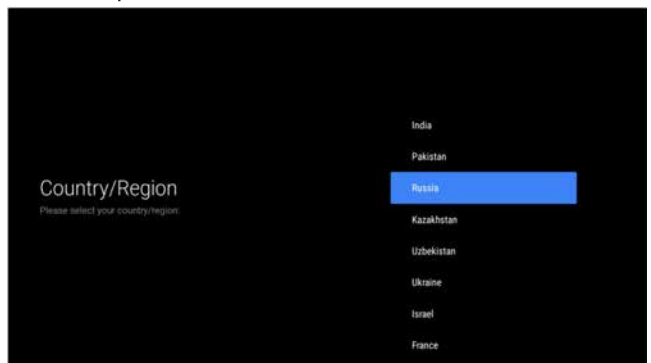 Country/Region
Please select your country/region:
India
Pakistan
Russia
Kazakhstan
Uzbekistan
Ukraine
Israel
France